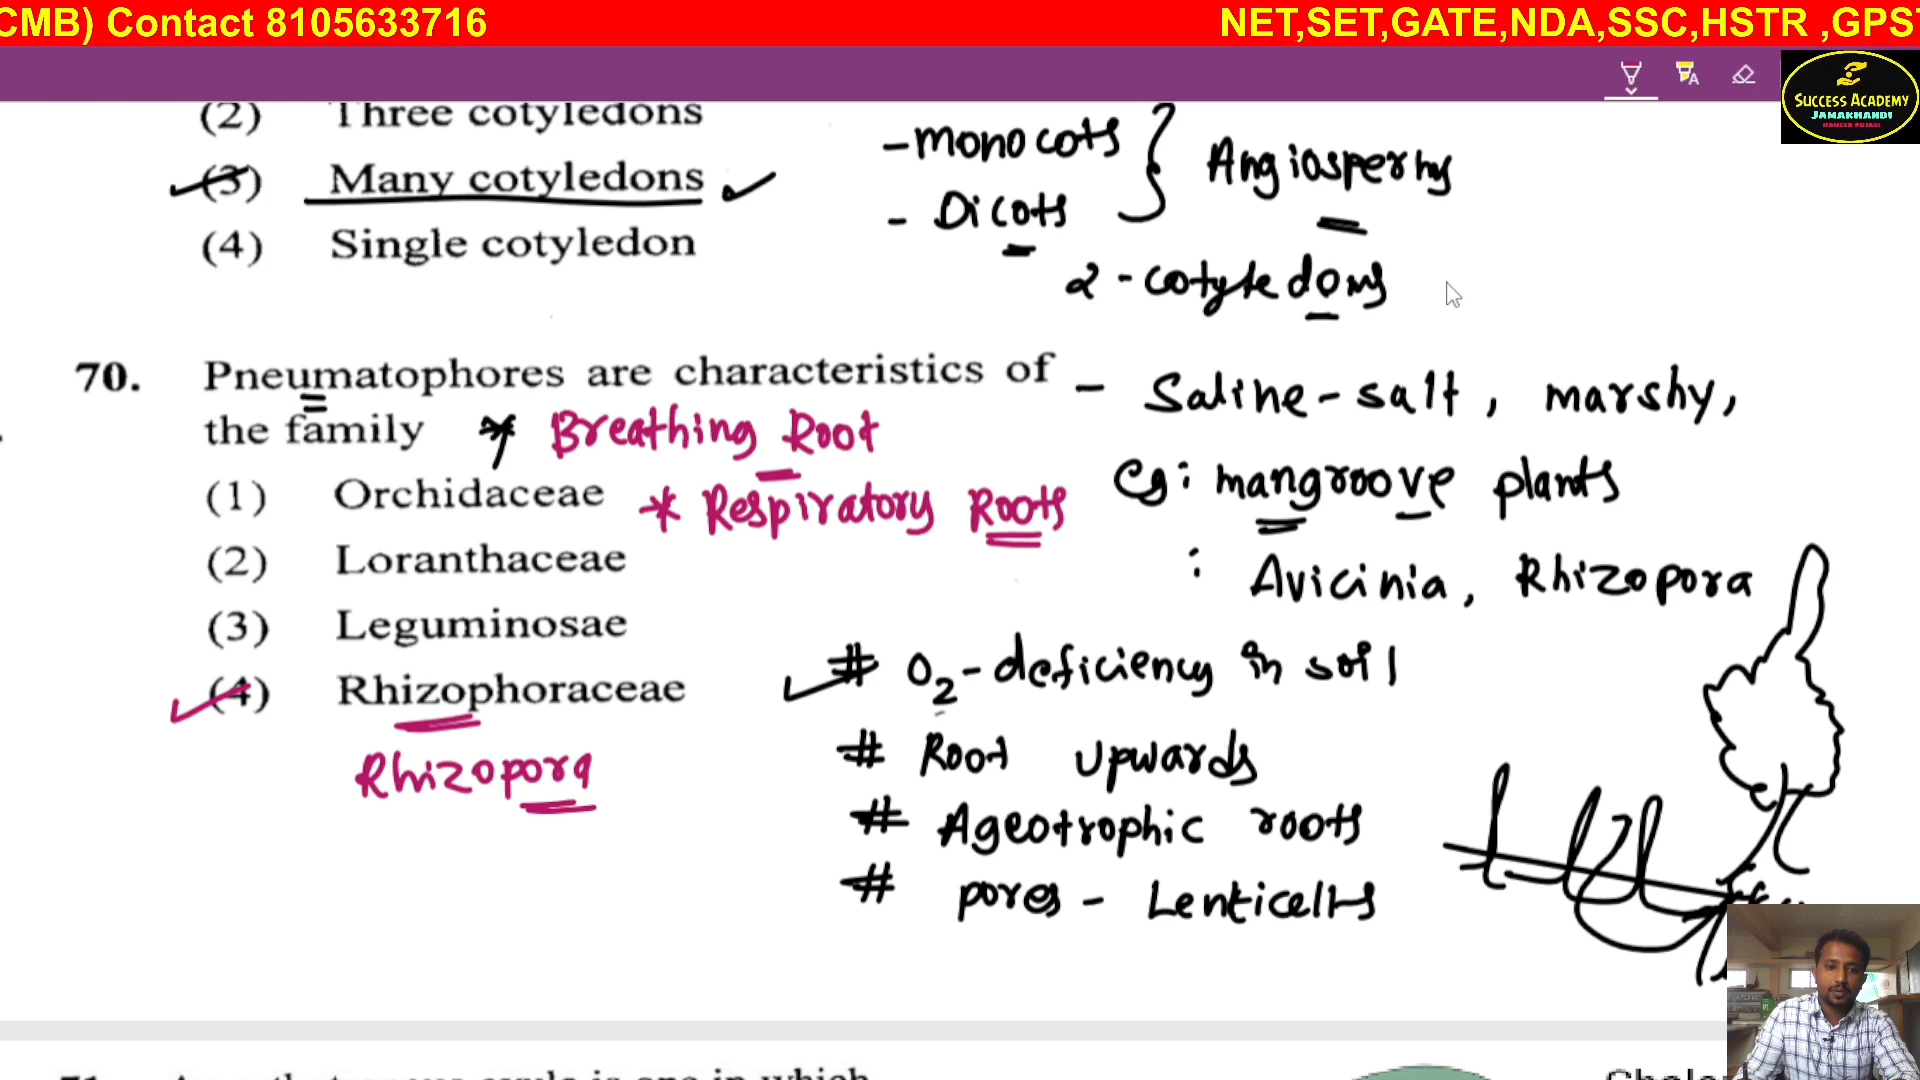 CMB) Contact 8105633716
NET,SET,GATE,NDA,SSC,HSTR ,GPST
SUCCESS ACADEMY
JAMAKHANDI
(2) Three cotyledons
(3) Many cotyledons
(4) Single cotyledon
- monocots
- Dicots
Angiosperms
2 - cotyledons
70. Pneumatophores are characteristics of
the family
* Breathing Root
(1) Orchidaceae
* Respiratory Roots
(2) Loranthaceae
(3) Leguminosae
(4) Rhizophoraceae
Rhizopora
- Saline - salt, marshy,
eg: mangroove plants
: Avicinia, Rhizopora
# O2 - deficiency in soil
# Root upwards
# Ageotrophic roots
# pores - Lenticells